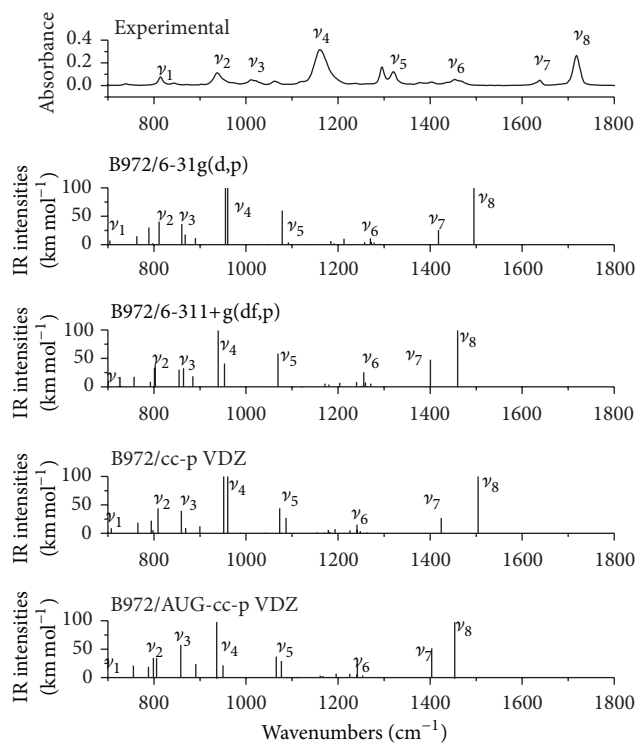 Experimental
Absorbance
0.4
0.2
0.0
ν1 ν2 ν3 ν4 ν5 ν6 ν7 ν8
800 1000 1200 1400 1600 1800
B972/6-31g(d,p)
IR intensities
(km mol−1)
100
50
0
ν1 ν2 ν3 ν4 ν5 ν6 ν7 ν8
800 1000 1200 1400 1600 1800
B972/6-311+g(df,p)
IR intensities
(km mol−1)
100
50
0
ν1 ν2 ν3 ν4 ν5 ν6 ν7 ν8
800 1000 1200 1400 1600 1800
B972/cc-p VDZ
IR intensities
(km mol−1)
100
50
0
ν1 ν2 ν3 ν4 ν5 ν6 ν7 ν8
800 1000 1200 1400 1600 1800
B972/AUG-cc-p VDZ
IR intensities
(km mol−1)
100
50
0
ν1 ν2 ν3 ν4 ν5 ν6 ν7 ν8
800 1000 1200 1400 1600 1800
Wavenumbers (cm−1)